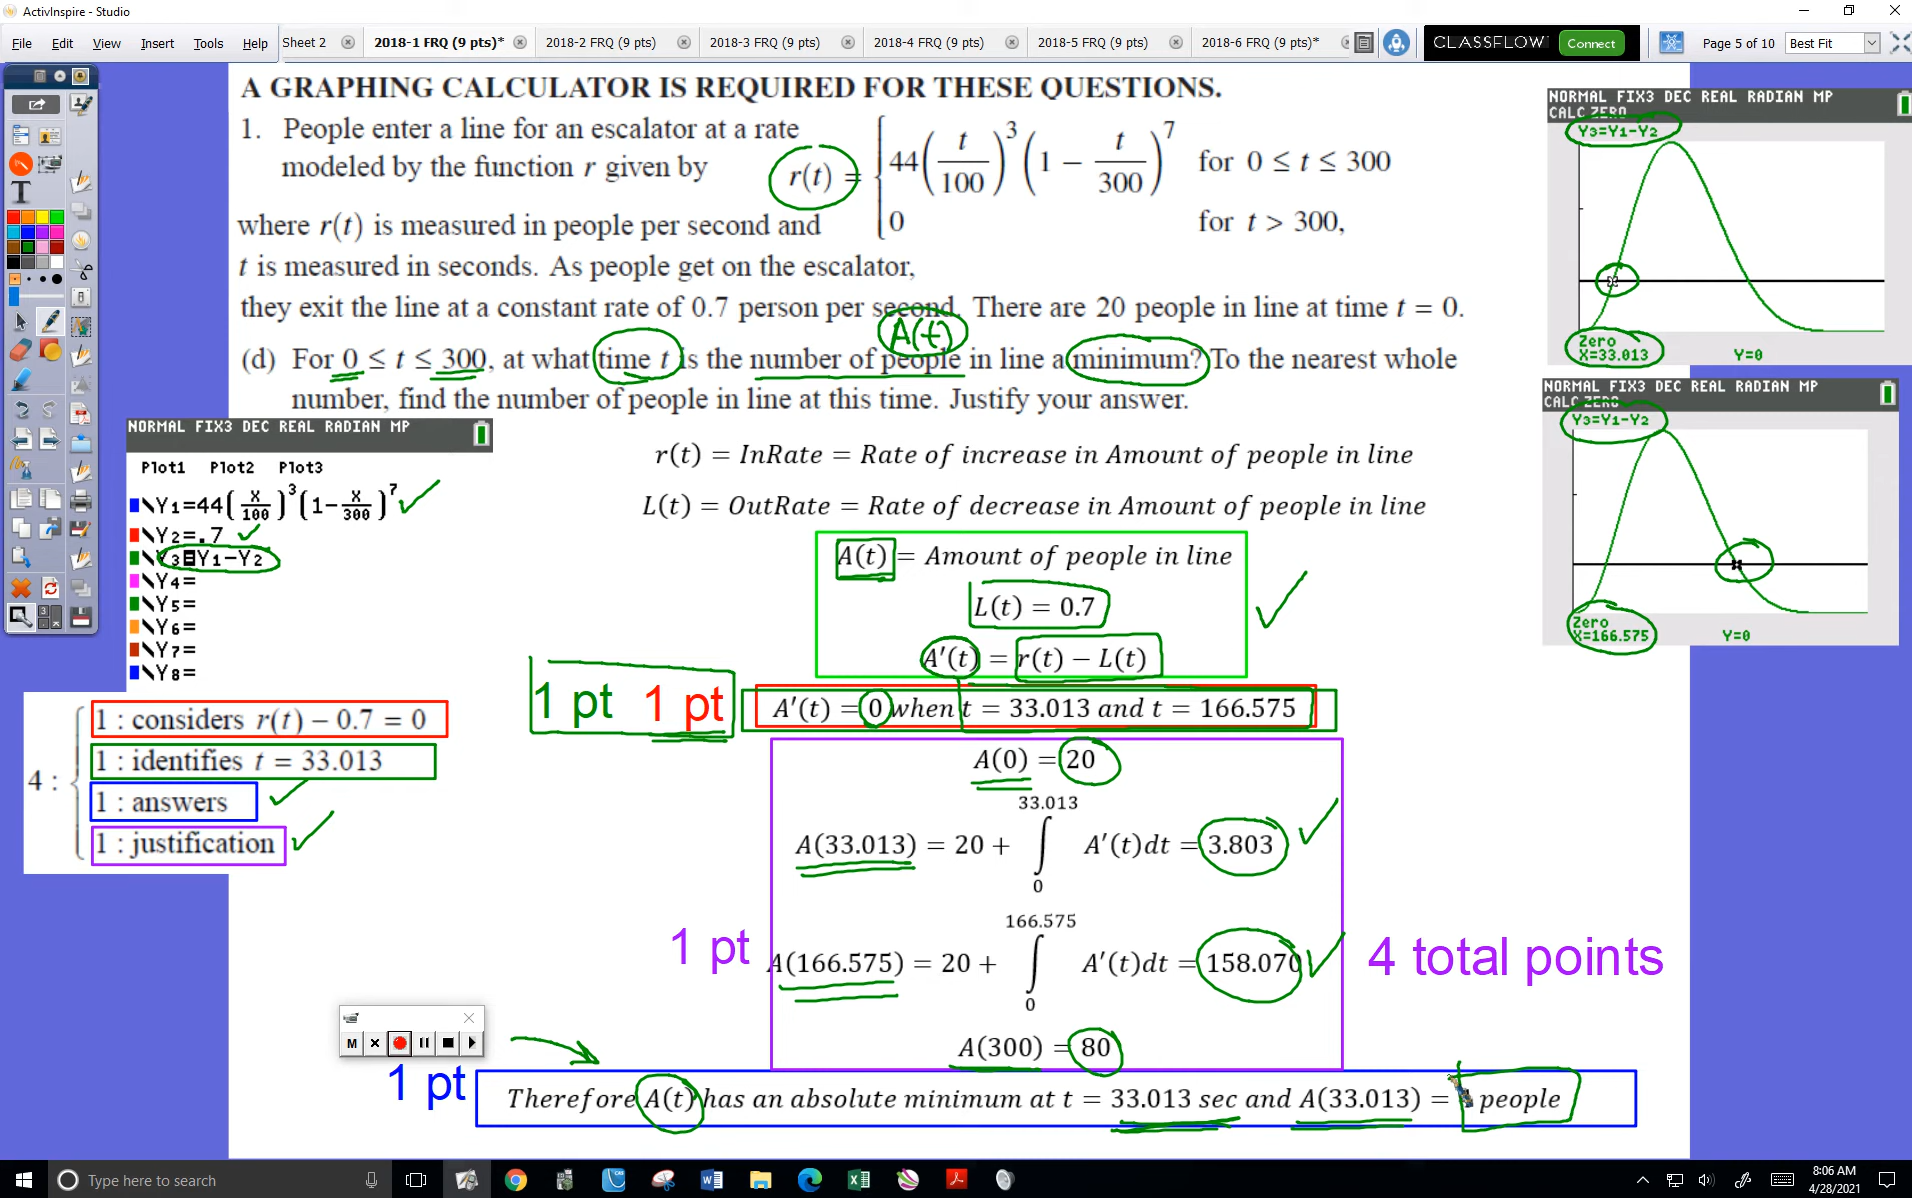 ActivInspire - Studio
File Edit View Insert Tools Help
Sheet 2
2018-1 FRQ (9 pts)*
2018-2 FRQ (9 pts)
2018-3 FRQ (9 pts)
2018-4 FRQ (9 pts)
2018-5 FRQ (9 pts)
2018-6 FRQ (9 pts)*
CLASSFLOW
Connect
Page 5 of 10
Best Fit
A GRAPHING CALCULATOR IS REQUIRED FOR THESE QUESTIONS.
1. People enter a line for an escalator at a rate
modeled by the function r given by
r(t) = { 44(t/100)^3 (1 − t/300)^7 for 0 ≤ t ≤ 300
0 for t > 300,
where r(t) is measured in people per second and
t is measured in seconds. As people get on the escalator,
they exit the line at a constant rate of 0.7 person per second. There are 20 people in line at time t = 0.
A(t)
(d) For 0 ≤ t ≤ 300, at what time t is the number of people in line a minimum? To the nearest whole
number, find the number of people in line at this time. Justify your answer.
NORMAL FIX3 DEC REAL RADIAN MP
CALC ZERO
Y3=Y1-Y2
Zero
X=33.013 Y=0
NORMAL FIX3 DEC REAL RADIAN MP
CALC ZERO
Y3=Y1-Y2
Zero
X=166.575 Y=0
NORMAL FIX3 DEC REAL RADIAN MP
Plot1 Plot2 Plot3
\Y1=44(X/100)^3(1-X/300)^7
\Y2=.7
\Y3=Y1-Y2
\Y4=
\Y5=
\Y6=
\Y7=
\Y8=
r(t) = InRate = Rate of increase in Amount of people in line
L(t) = OutRate = Rate of decrease in Amount of people in line
A(t) = Amount of people in line
L(t) = 0.7
A′(t) = r(t) − L(t)
1 pt 1 pt
A′(t) = 0 when t = 33.013 and t = 166.575
4 :
1 : considers r(t) − 0.7 = 0
1 : identifies t = 33.013
1 : answers
1 : justification
A(0) = 20
A(33.013) = 20 + ∫_0^33.013 A′(t)dt = 3.803
1 pt
A(166.575) = 20 + ∫_0^166.575 A′(t)dt = 158.070
4 total points
A(300) = 80
M
1 pt
Therefore A(t) has an absolute minimum at t = 33.013 sec and A(33.013) = people
Type here to search
8:06 AM
4/28/2021